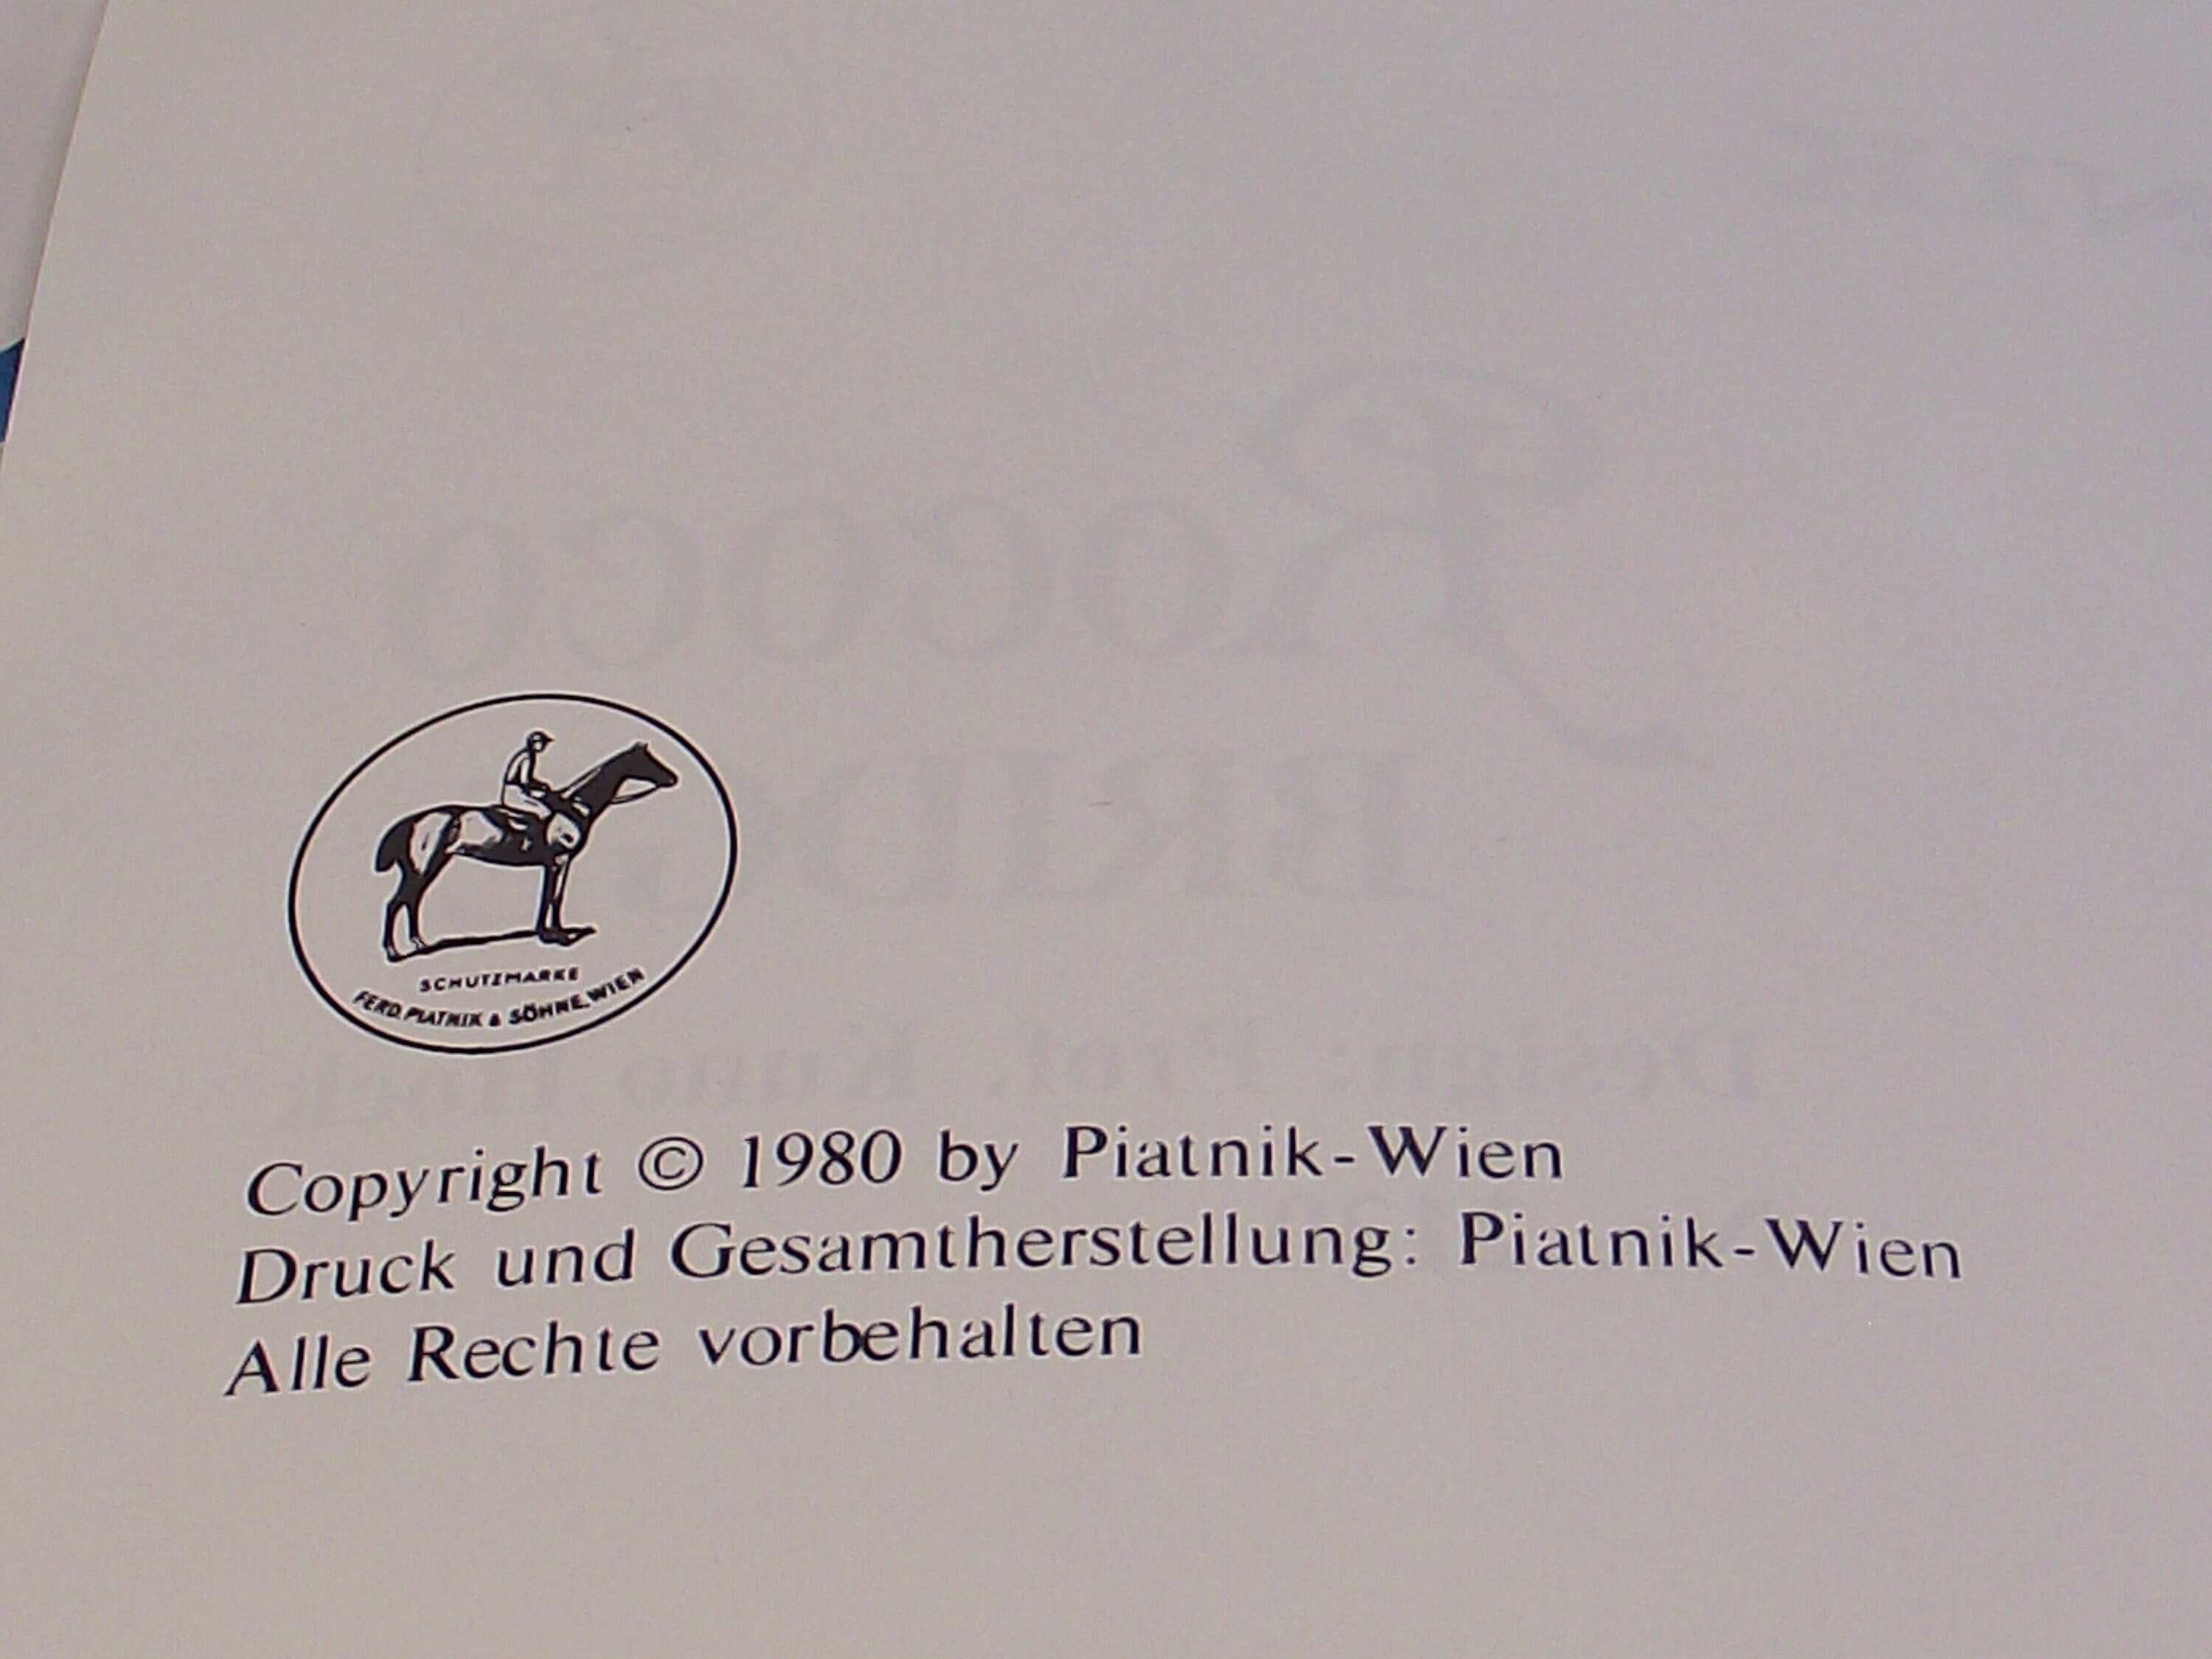 SCHUTZMARKE
FERD. PIATNIK & SÖHNE, WIEN
Copyright © 1980 by Piatnik-Wien
Druck und Gesamtherstellung: Piatnik-Wien
Alle Rechte vorbehalten